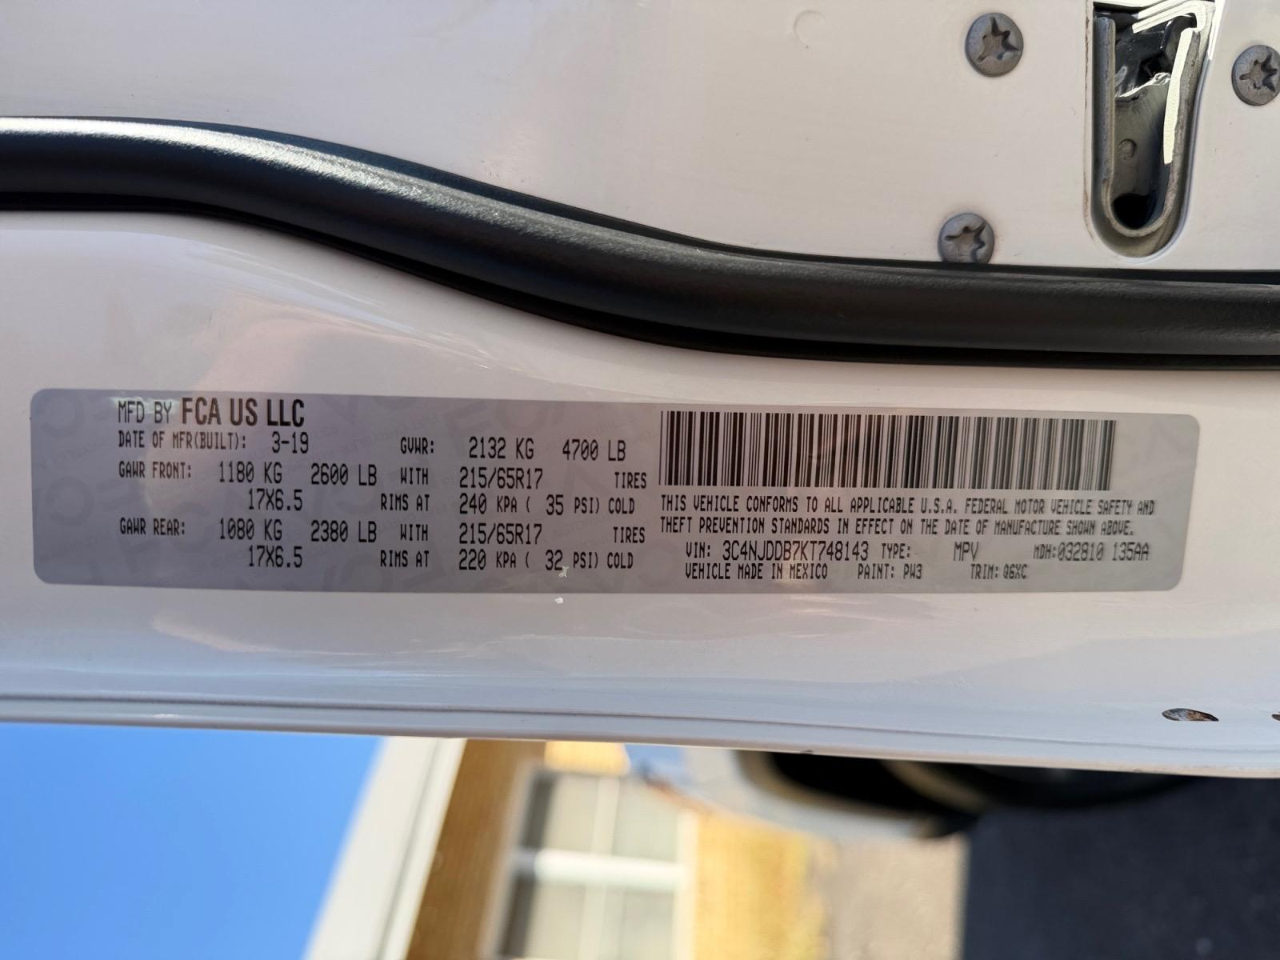 MFD BY FCA US LLC
DATE OF MFR(BUILT): 3-19 GVWR: 2132 KG 4700 LB
GAWR FRONT: 1180 KG 2600 LB WITH 215/65R17 TIRES
17X6.5 RIMS AT 240 KPA ( 35 PSI) COLD
GAWR REAR: 1080 KG 2380 LB WITH 215/65R17 TIRES
17X6.5 RIMS AT 220 KPA ( 32 PSI) COLD
THIS VEHICLE CONFORMS TO ALL APPLICABLE U.S.A. FEDERAL MOTOR VEHICLE SAFETY AND
THEFT PREVENTION STANDARDS IN EFFECT ON THE DATE OF MANUFACTURE SHOWN ABOVE.
VIN: 3C4NJDDB7KT748143 TYPE: MPV MDH:032810 135AA
VEHICLE MADE IN MEXICO PAINT: PW3 TRIM: G6XC